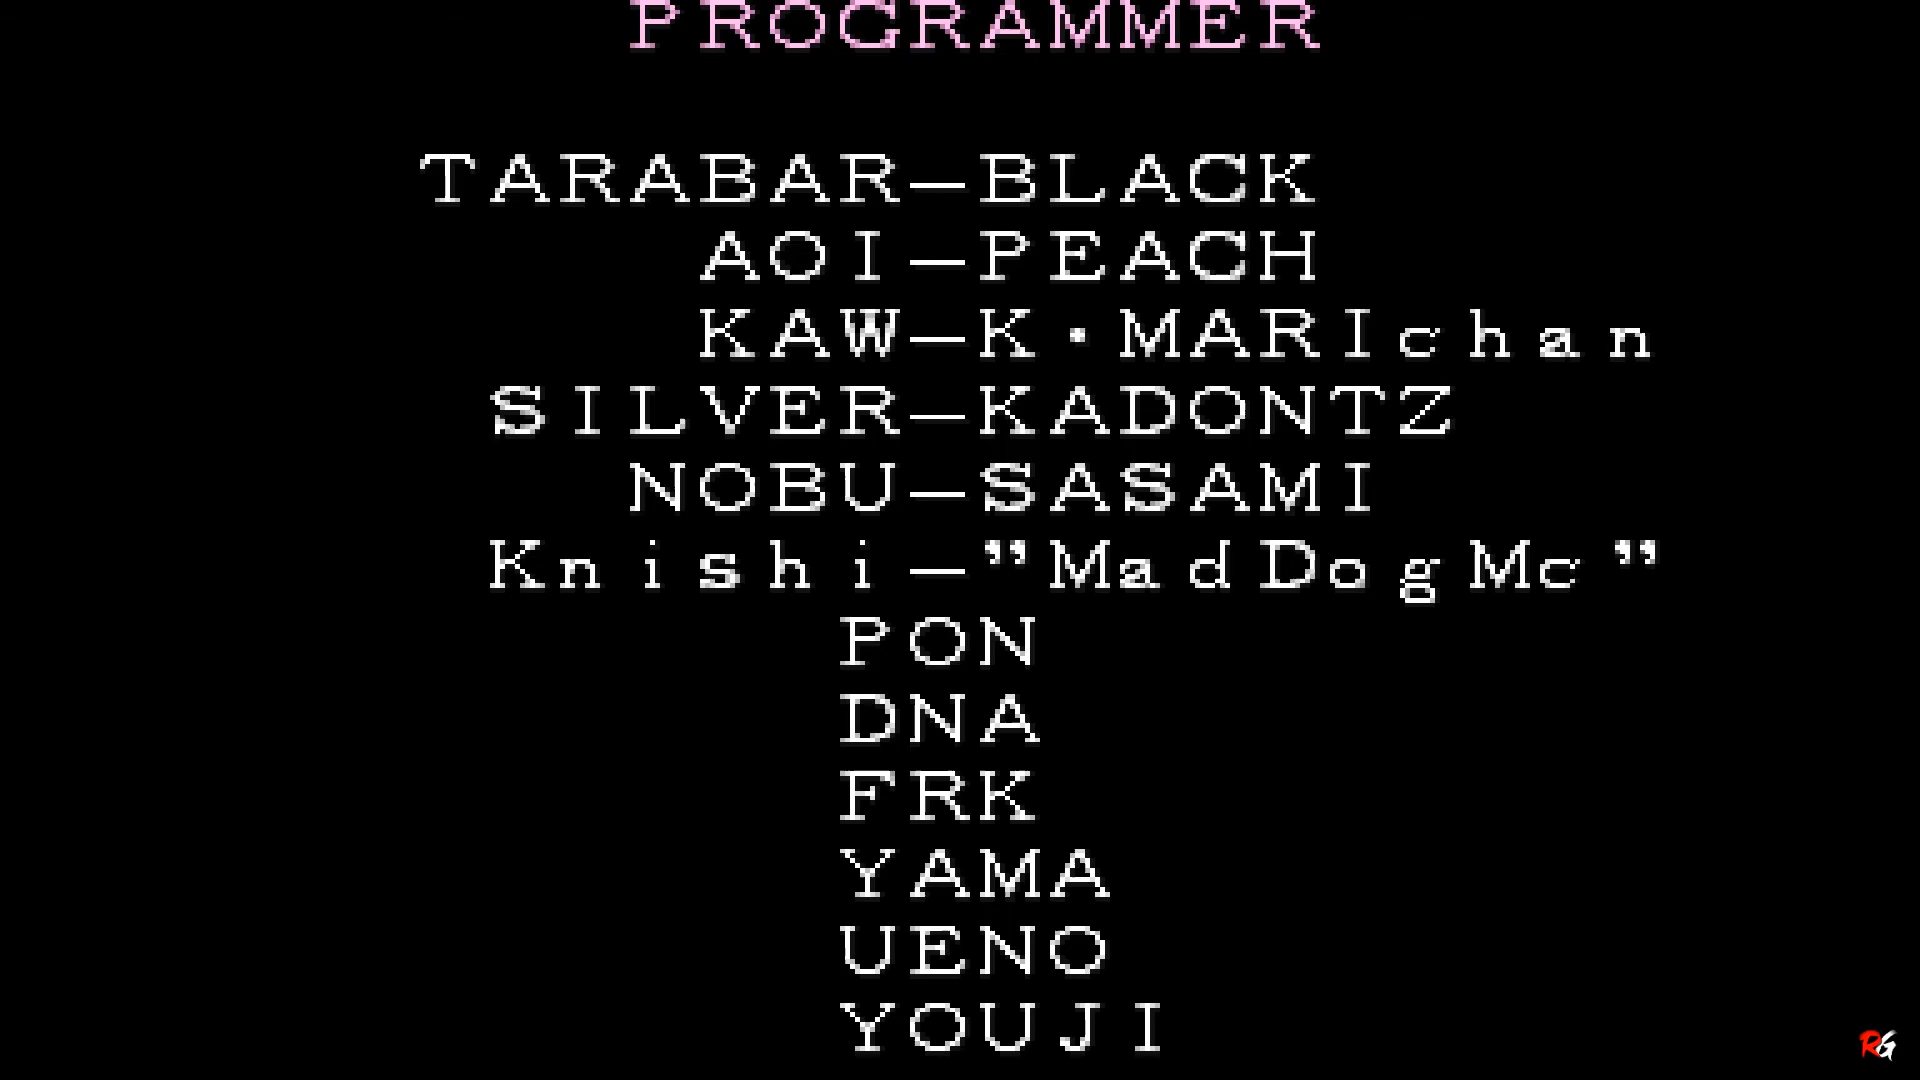 PROGRAMMER
TARABAR—BLACK
AOI—PEACH
KAW—K・MARIchan
SILVER—KADONTZ
NOBU—SASAMI
Knishi—"MadDogMc"
PON
DNA
FRK
YAMA
UENO
YOUJI
RG